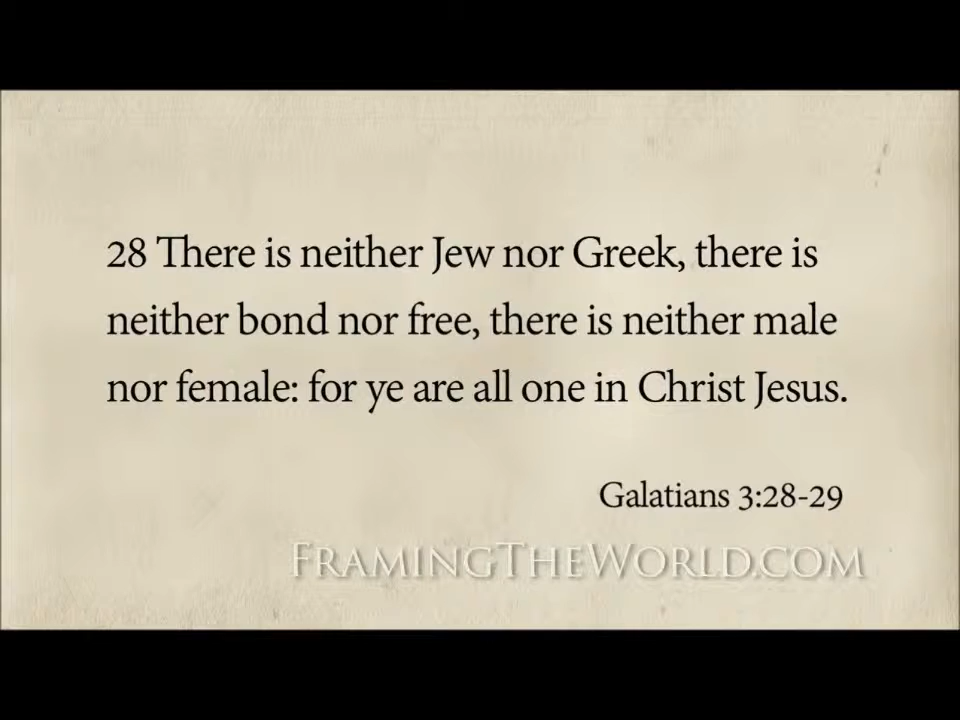 28 There is neither Jew nor Greek, there is
neither bond nor free, there is neither male
nor female: for ye are all one in Christ Jesus.
Galatians 3:28-29
FRAMINGTHEWORLD.COM